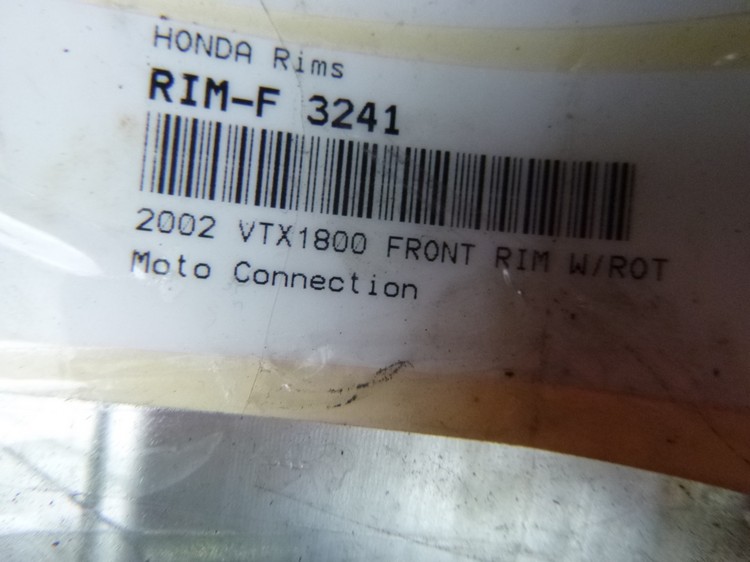 HONDA Rims
RIM-F 3241
2002 VTX1800 FRONT RIM W/ROT
Moto Connection